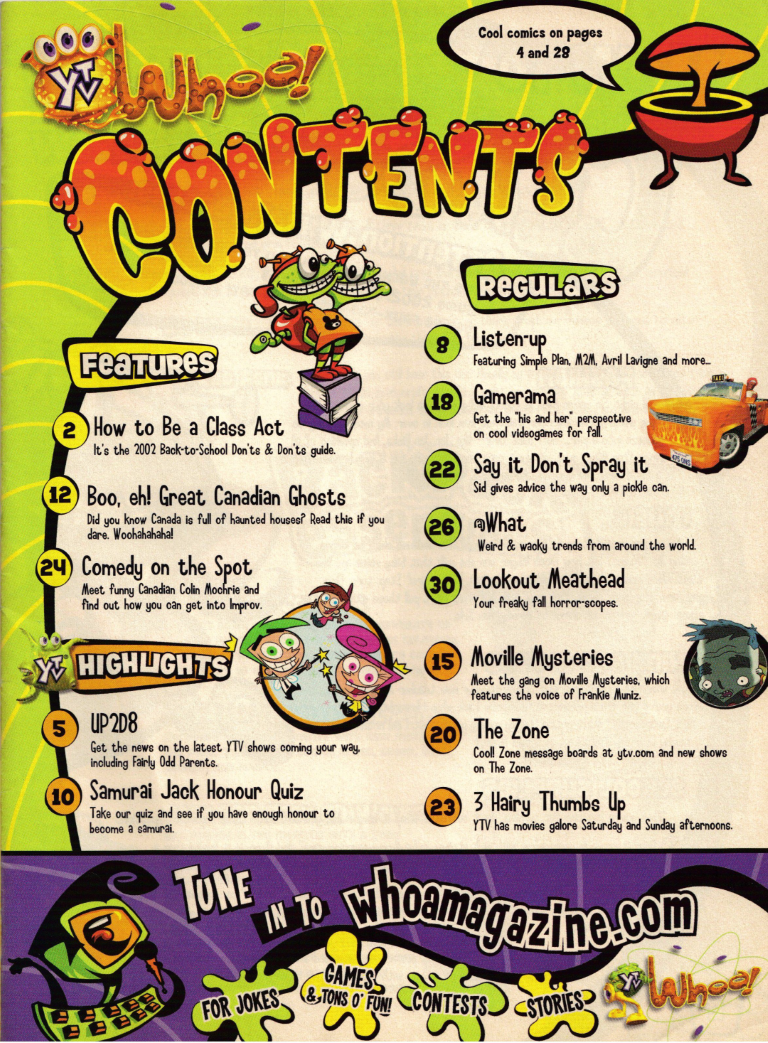 Cool comics on pages
4 and 28
YTV Whoa!
CONTENTS
FEATURES
2 How to Be a Class Act
It's the 2002 Back-to-School Don'ts & Don'ts guide.
12 Boo, eh! Great Canadian Ghosts
Did you know Canada is full of haunted houses? Read this if you
dare. Woohahahaha!
24 Comedy on the Spot
Meet funny Canadian Colin Mochrie and
find out how you can get into Improv.
YTV HIGHLIGHTS
5 UP2D8
Get the news on the latest YTV shows coming your way,
including Fairly Odd Parents.
10 Samurai Jack Honour Quiz
Take our quiz and see if you have enough honour to
become a samurai.
REGULARS
8 Listen-up
Featuring Simple Plan, M2M, Avril Lavigne and more...
18 Gamerama
Get the "his and her" perspective
on cool videogames for fall.
TAXI
22 Say it Don't Spray it
Sid gives advice the way only a pickle can.
26 @What
Weird & wacky trends from around the world.
30 Lookout Meathead
Your freaky fall horror-scopes.
15 Moville Mysteries
Meet the gang on Moville Mysteries, which
features the voice of Frankie Muniz.
20 The Zone
Cool! Zone message boards at ytv.com and new shows
on The Zone.
23 3 Hairy Thumbs Up
YTV has movies galore Saturday and Sunday afternoons.
TUNE IN TO whoamagazine.com
FOR JOKES
GAMES
& TONS O' FUN!
CONTESTS
STORIES
YTV Whoa!